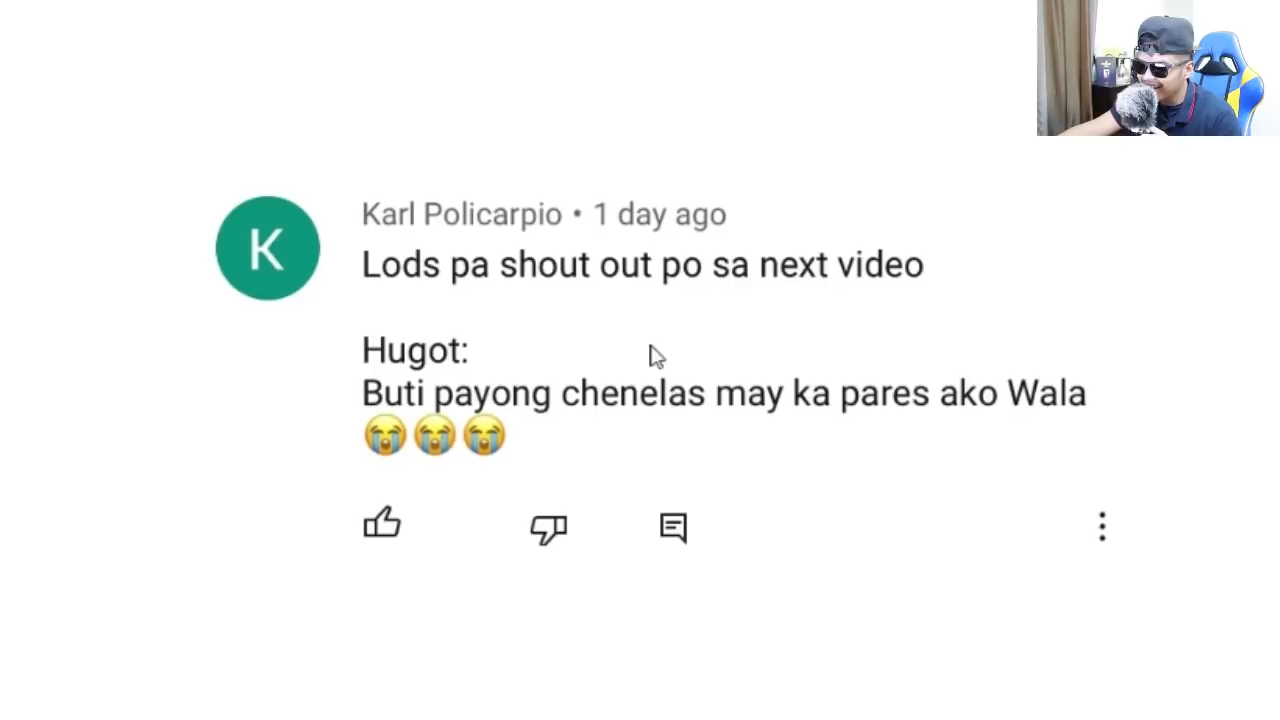 K
Karl Policarpio • 1 day ago
Lods pa shout out po sa next video
Hugot:
Buti payong chenelas may ka pares ako Wala
😭😭😭